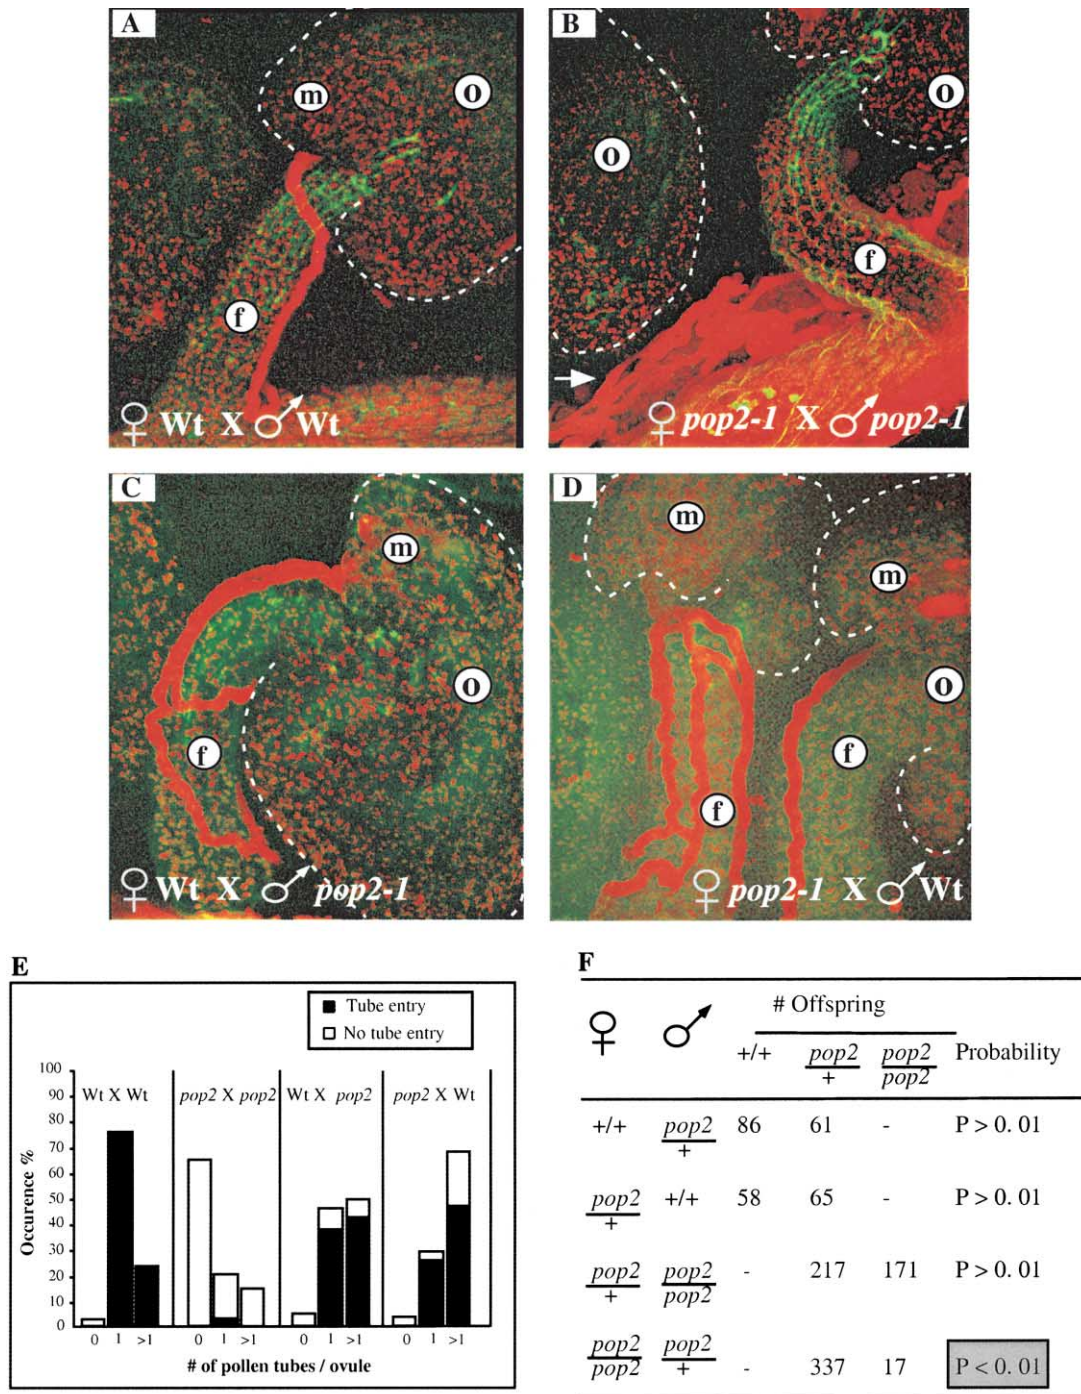 A
m
o
f
♀ Wt X ♂ Wt
B
o
o
f
♀ pop2-1 X ♂ pop2-1
C
m
o
f
♀ Wt X ♂ pop2-1
D
m
m
o
f
f
♀ pop2-1 X ♂ Wt
E
Tube entry
No tube entry
Occurence %
100
90
80
70
60
50
40
30
20
10
0
Wt X Wt
pop2 X pop2
Wt X pop2
pop2 X Wt
0 1 >1 0 1 >1 0 1 >1 0 1 >1
# of pollen tubes / ovule
F
# Offspring
♀ ♂ +/+ pop2/+ pop2/pop2 Probability
+/+ pop2/+ 86 61 - P > 0. 01
pop2/+ +/+ 58 65 - P > 0. 01
pop2/+ pop2/pop2 - 217 171 P > 0. 01
pop2/pop2 pop2/+ - 337 17 P < 0. 01